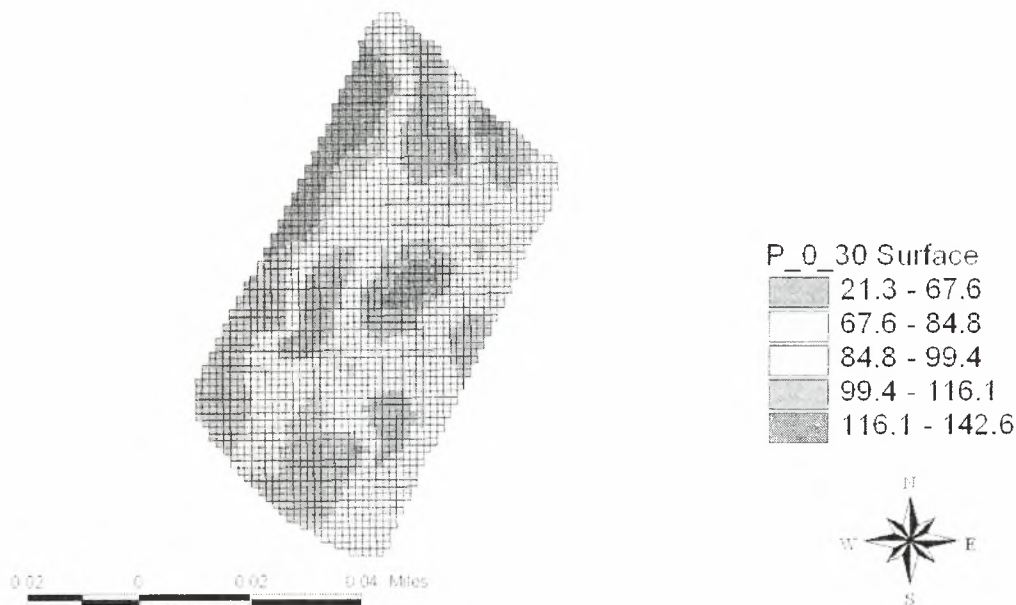 P_0_30 Surface
21.3 - 67.6
67.6 - 84.8
84.8 - 99.4
99.4 - 116.1
116.1 - 142.6
N
W E
S
0.02 0 0.02 0.04 Miles